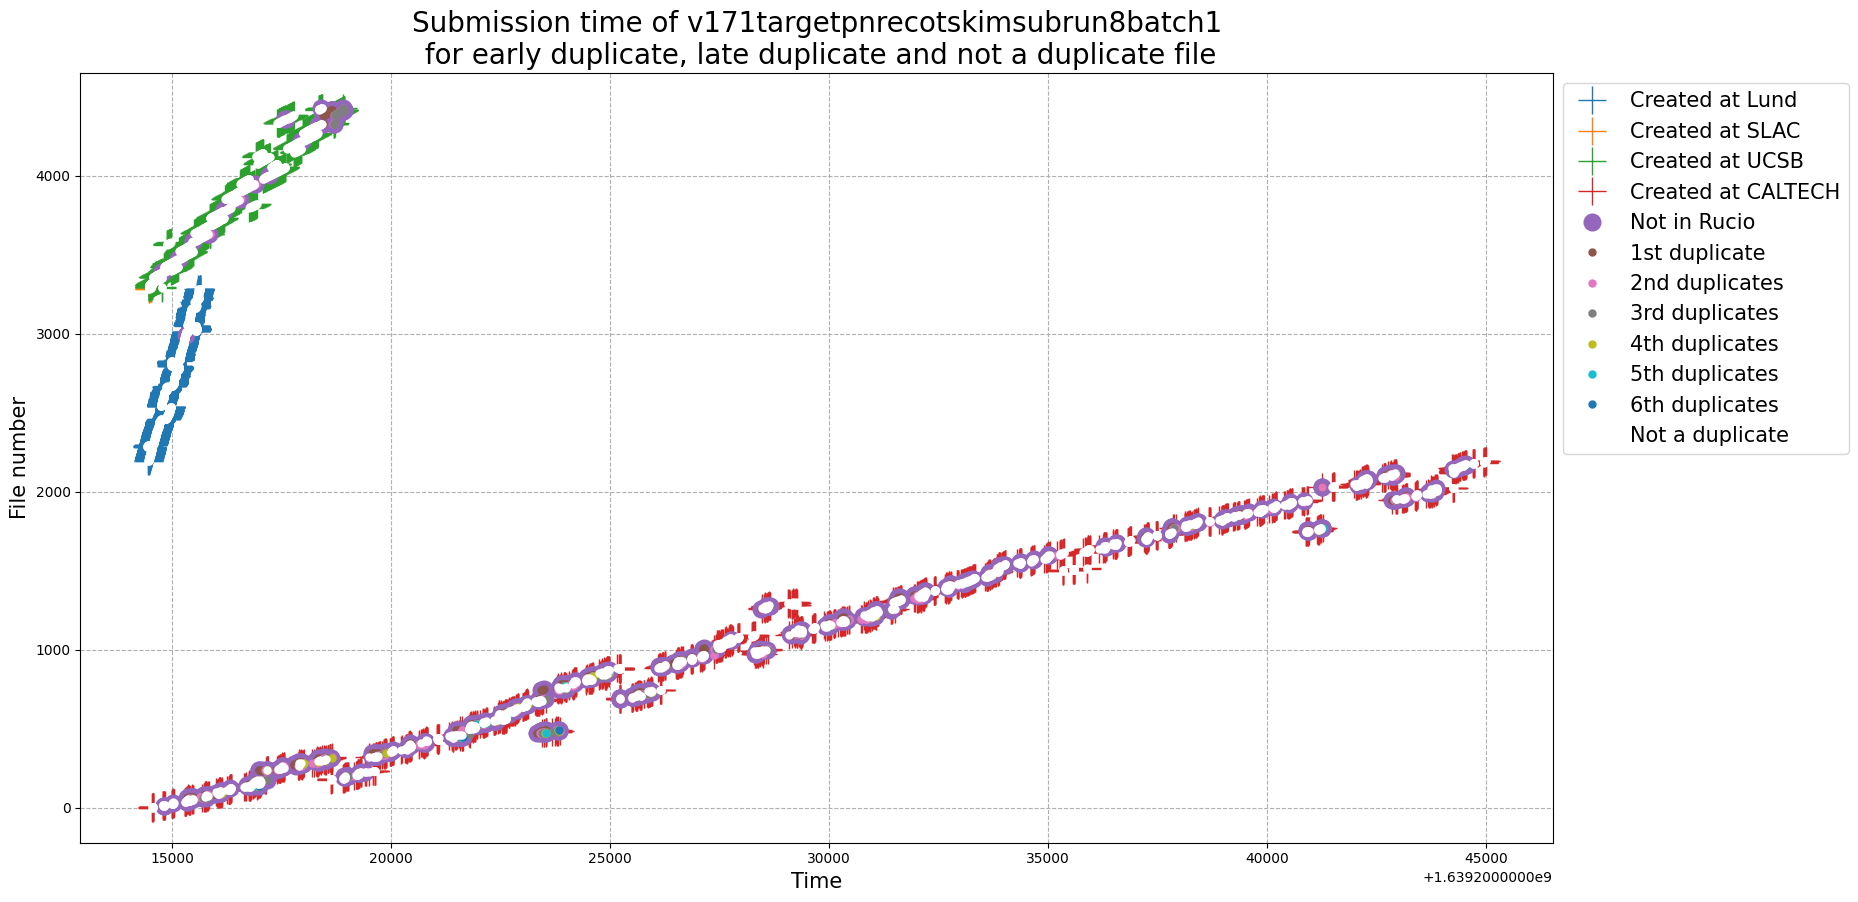 Submission time of v171targetpnrecotskimsubrun8batch1
for early duplicate, late duplicate and not a duplicate file
Created at Lund
Created at SLAC
Created at UCSB
Created at CALTECH
Not in Rucio
1st duplicate
2nd duplicates
3rd duplicates
4th duplicates
5th duplicates
6th duplicates
Not a duplicate
File number
4000
3000
2000
1000
0
15000 20000 25000 30000 35000 40000 45000
+1.6392000000e9
Time